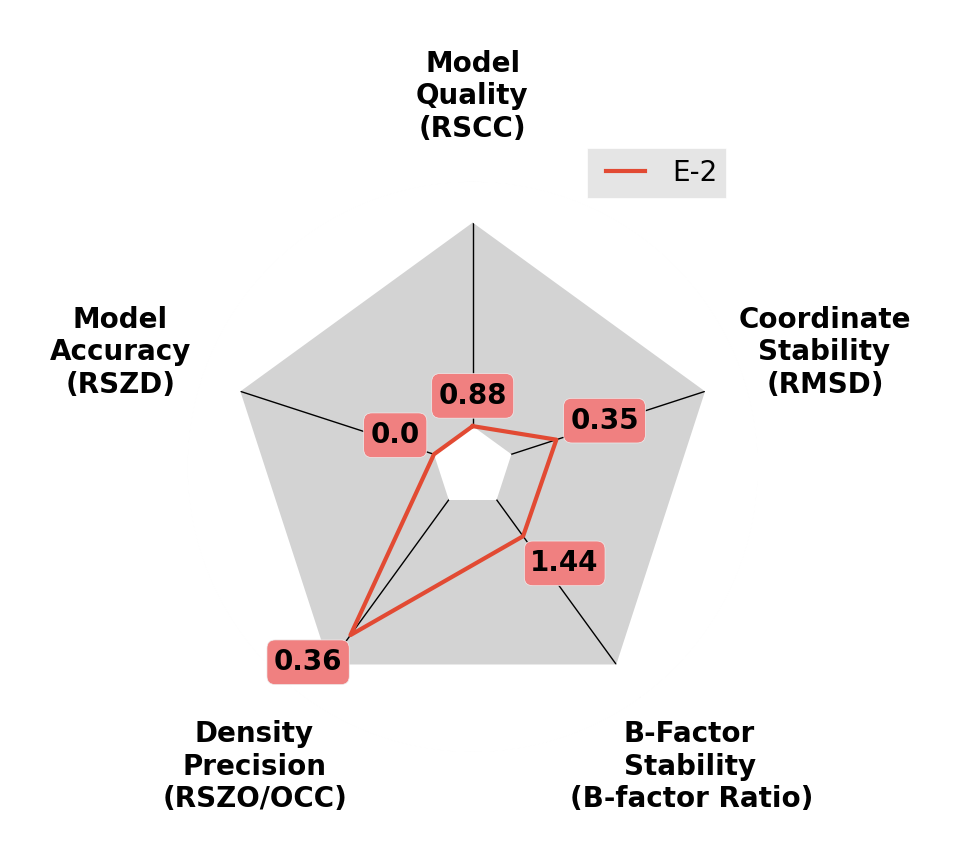 Model
Quality
(RSCC)
E-2
Model
Accuracy
(RSZD)
Coordinate
Stability
(RMSD)
0.88
0.35
0.0
1.44
0.36
Density
Precision
(RSZO/OCC)
B-Factor
Stability
(B-factor Ratio)